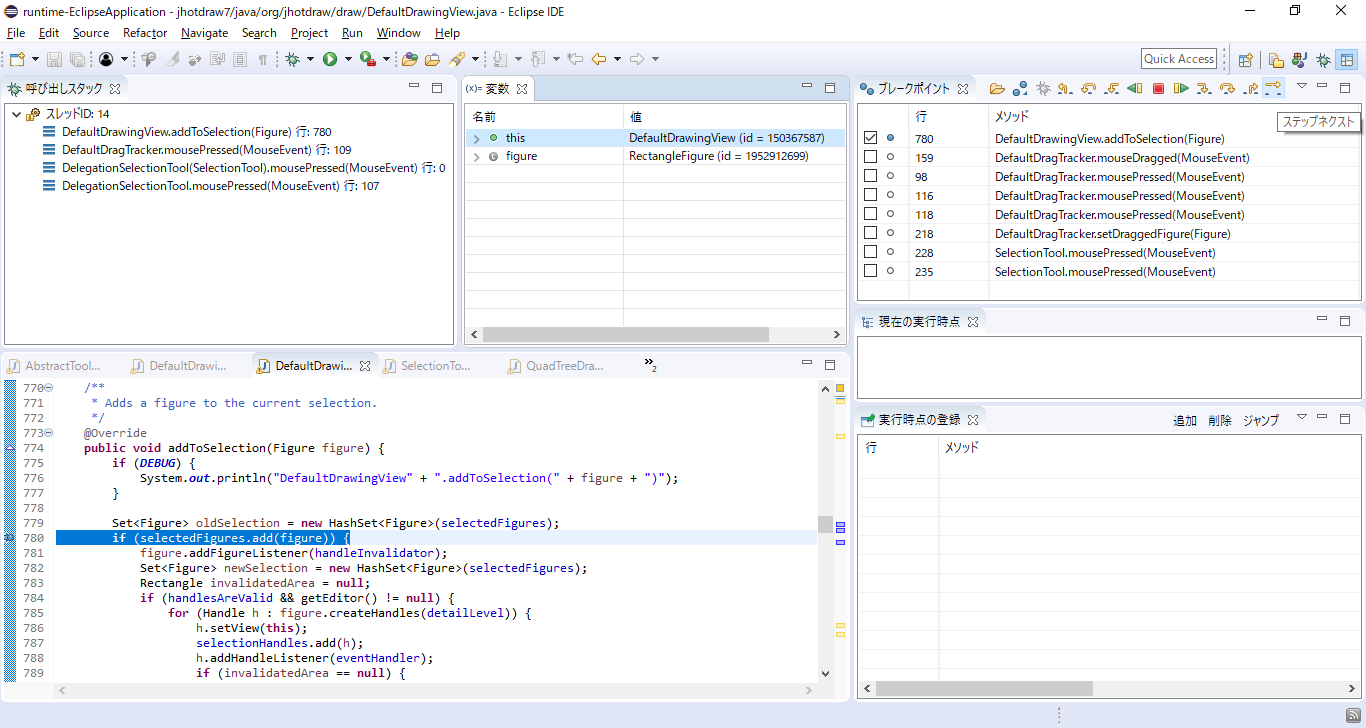 runtime-EclipseApplication - jhotdraw7/java/org/jhotdraw/draw/DefaultDrawingView.java - Eclipse IDE
File Edit Source Refactor Navigate Search Project Run Window Help
Quick Access
呼び出しスタック
スレッドID: 14
DefaultDrawingView.addToSelection(Figure) 行: 780
DefaultDragTracker.mousePressed(MouseEvent) 行: 109
DelegationSelectionTool(SelectionTool).mousePressed(MouseEvent) 行: 0
DelegationSelectionTool.mousePressed(MouseEvent) 行: 107
(x)= 変数
名前 値
this DefaultDrawingView (id = 150367587)
figure RectangleFigure (id = 1952912699)
ブレークポイント
行 メソッド
ステップネクスト
780 DefaultDrawingView.addToSelection(Figure)
159 DefaultDragTracker.mouseDragged(MouseEvent)
98 DefaultDragTracker.mousePressed(MouseEvent)
116 DefaultDragTracker.mousePressed(MouseEvent)
118 DefaultDragTracker.mousePressed(MouseEvent)
218 DefaultDragTracker.setDraggedFigure(Figure)
228 SelectionTool.mousePressed(MouseEvent)
235 SelectionTool.mousePressed(MouseEvent)
現在の実行時点
実行時点の登録 追加 削除 ジャンプ
行 メソッド
AbstractTool... DefaultDrawi... DefaultDrawi... SelectionTo... QuadTreeDra... »2
770 /**
771 * Adds a figure to the current selection.
772 */
773 @Override
774 public void addToSelection(Figure figure) {
775 if (DEBUG) {
776 System.out.println("DefaultDrawingView" + ".addToSelection(" + figure + ")");
777 }
778
779 Set<Figure> oldSelection = new HashSet<Figure>(selectedFigures);
780 if (selectedFigures.add(figure)) {
781 figure.addFigureListener(handleInvalidator);
782 Set<Figure> newSelection = new HashSet<Figure>(selectedFigures);
783 Rectangle invalidatedArea = null;
784 if (handlesAreValid && getEditor() != null) {
785 for (Handle h : figure.createHandles(detailLevel)) {
786 h.setView(this);
787 selectionHandles.add(h);
788 h.addHandleListener(eventHandler);
789 if (invalidatedArea == null) {